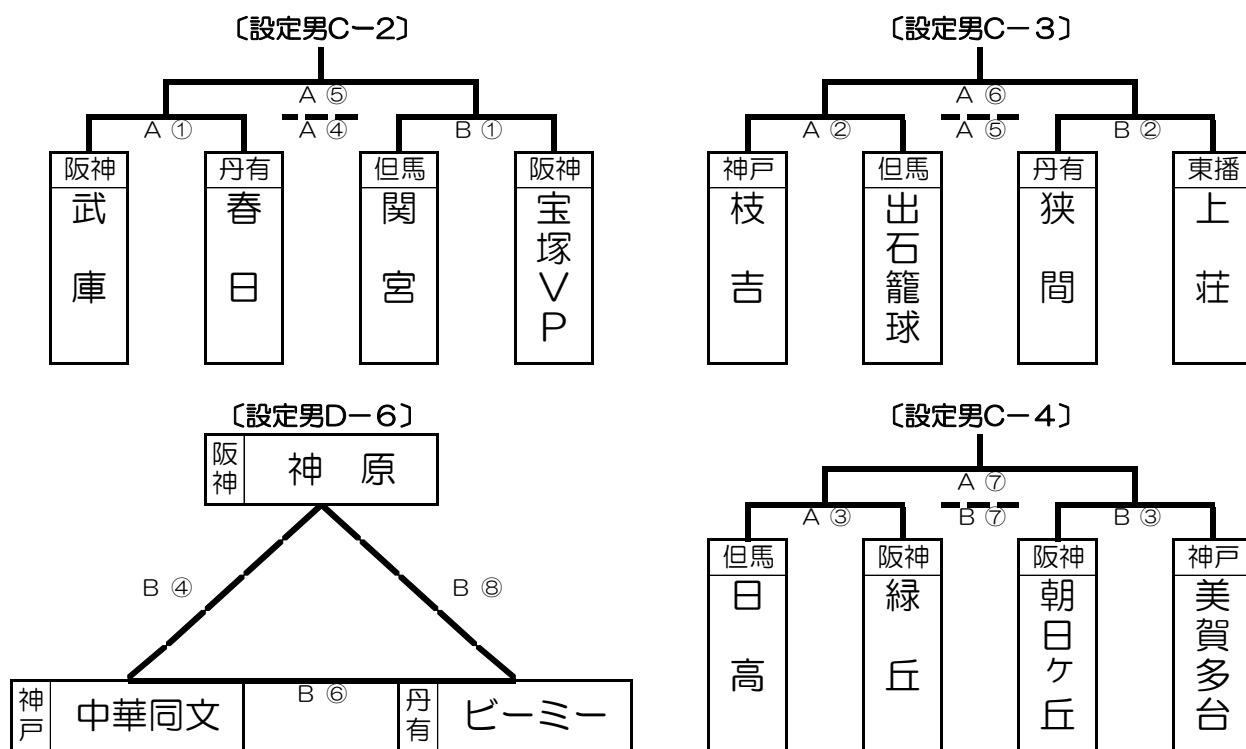 〔設定男C-2〕
A ⑤
A ① A ④ B ①
阪神 丹有 但馬 阪神
武庫 春日 関宮 宝塚VP
〔設定男C-3〕
A ⑥
A ② A ⑤ B ②
神戸 但馬 丹有 東播
枝吉 出石籠球 狭間 上荘
〔設定男D-6〕
阪神 神原
B ④ B ⑧
B ⑥
神戸 中華同文 丹有 ビーミー
〔設定男C-4〕
A ⑦
A ③ B ⑦ B ③
但馬 阪神 阪神 神戸
日高 緑丘 朝日ケ丘 美賀多台